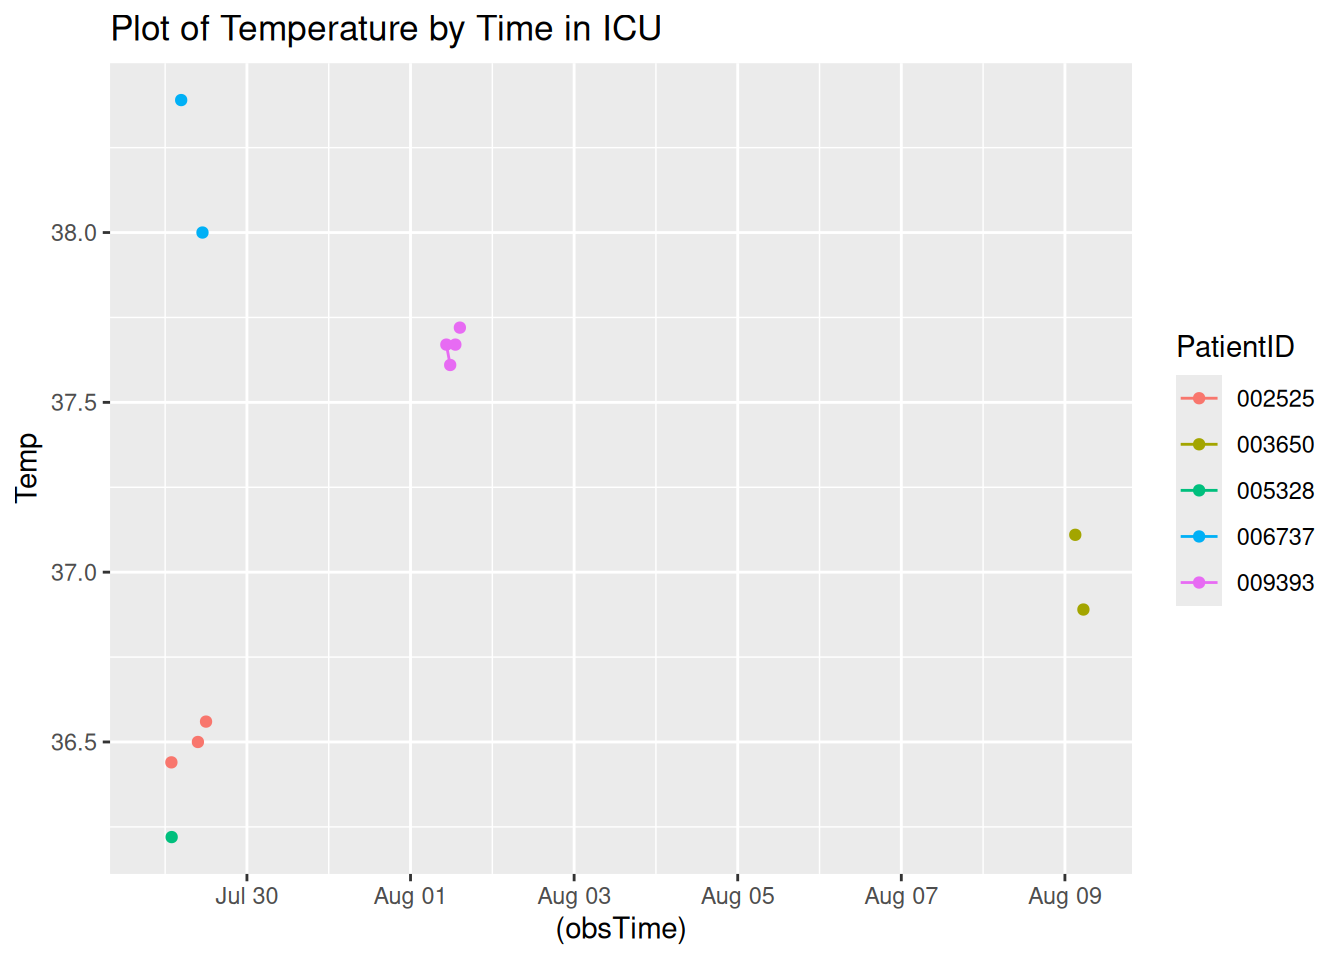 Plot of Temperature by Time in ICU
38.0
37.5
37.0
36.5
Temp
Jul 30 Aug 01 Aug 03 Aug 05 Aug 07 Aug 09
(obsTime)
PatientID
002525
003650
005328
006737
009393